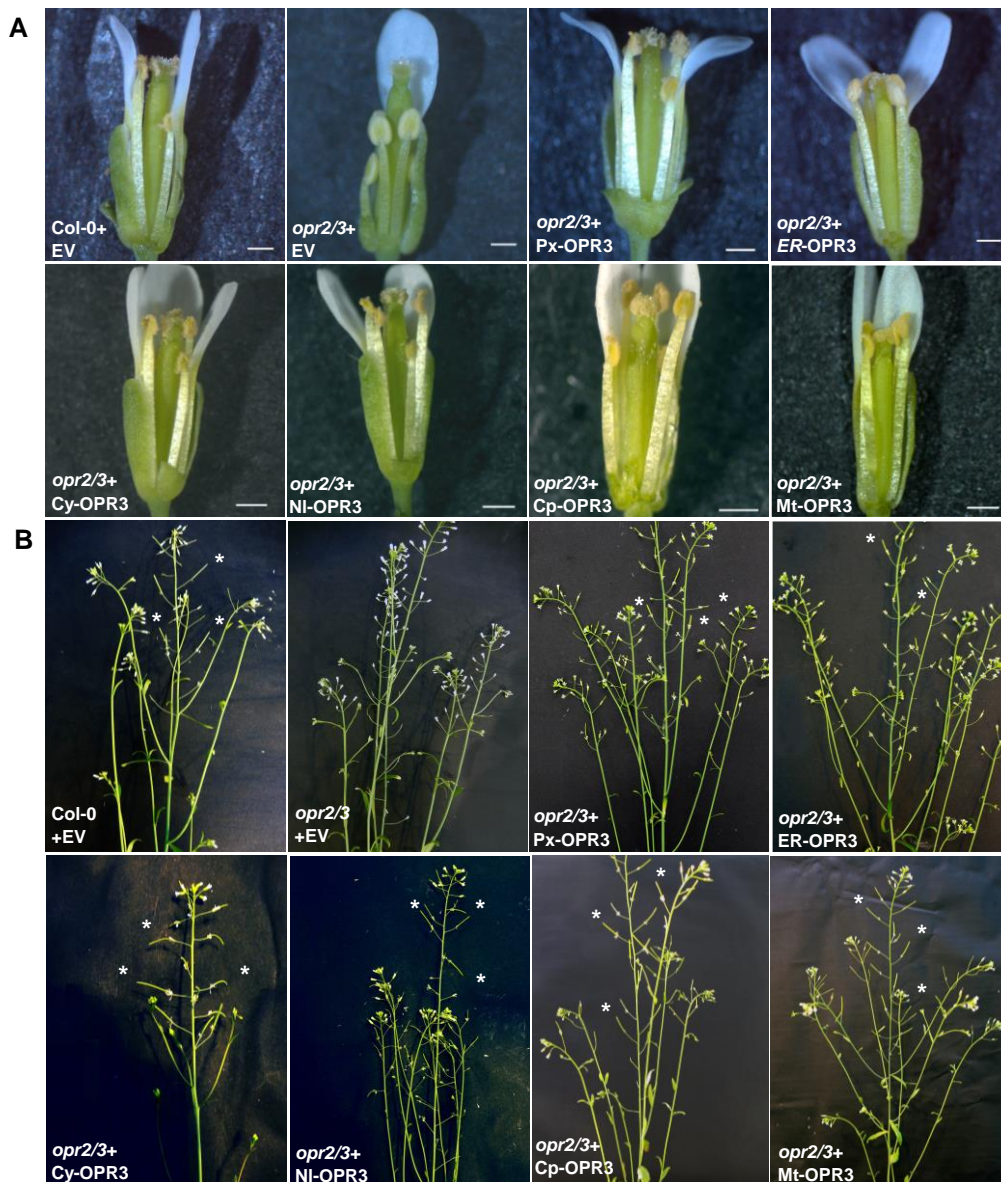 A
Col-0+
EV
opr2/3+
EV
opr2/3+
Px-OPR3
opr2/3+
ER-OPR3
opr2/3+
Cy-OPR3
opr2/3+
NI-OPR3
opr2/3+
Cp-OPR3
opr2/3+
Mt-OPR3
B
*
*
*
Col-0
+EV
opr2/3
+EV
*
*
*
opr2/3+
Px-OPR3
*
*
opr2/3+
ER-OPR3
*
*
*
opr2/3+
Cy-OPR3
*
*
*
opr2/3+
NI-OPR3
*
*
*
opr2/3+
Cp-OPR3
*
*
*
opr2/3+
Mt-OPR3